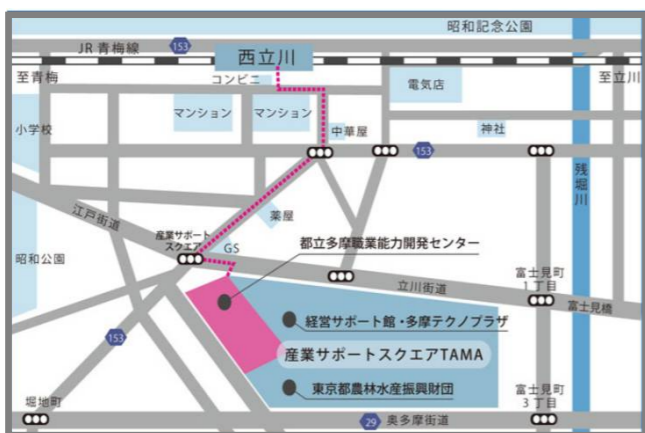 昭和記念公園
JR 青梅線
153
西立川
至青梅
コンビニ
至立川
電気店
マンション
マンション
小学校
中華屋
神社
153
残堀川
薬屋
江戸街道
産業サポート
スクエア
GS
都立多摩職業能力開発センター
昭和公園
立川街道
富士見町
1丁目
富士見橋
経営サポート館・多摩テクノプラザ
153
産業サポートスクエアTAMA
東京都農林水産振興財団
堀地町
富士見町
3丁目
29
奥多摩街道